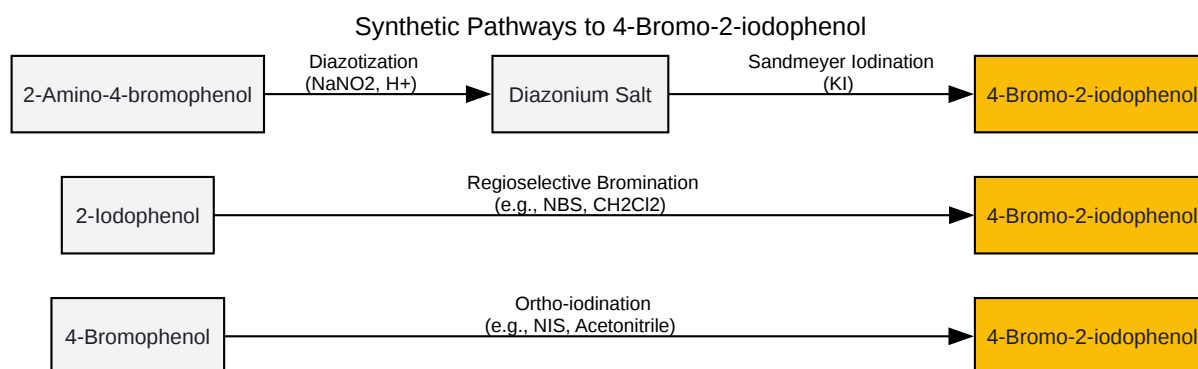 Synthetic Pathways to 4-Bromo-2-iodophenol
2-Amino-4-bromophenol
Diazotization
(NaNO2, H+)
Diazonium Salt
Sandmeyer Iodination
(KI)
4-Bromo-2-iodophenol
2-Iodophenol
Regioselective Bromination
(e.g., NBS, CH2Cl2)
4-Bromo-2-iodophenol
4-Bromophenol
Ortho-iodination
(e.g., NIS, Acetonitrile)
4-Bromo-2-iodophenol